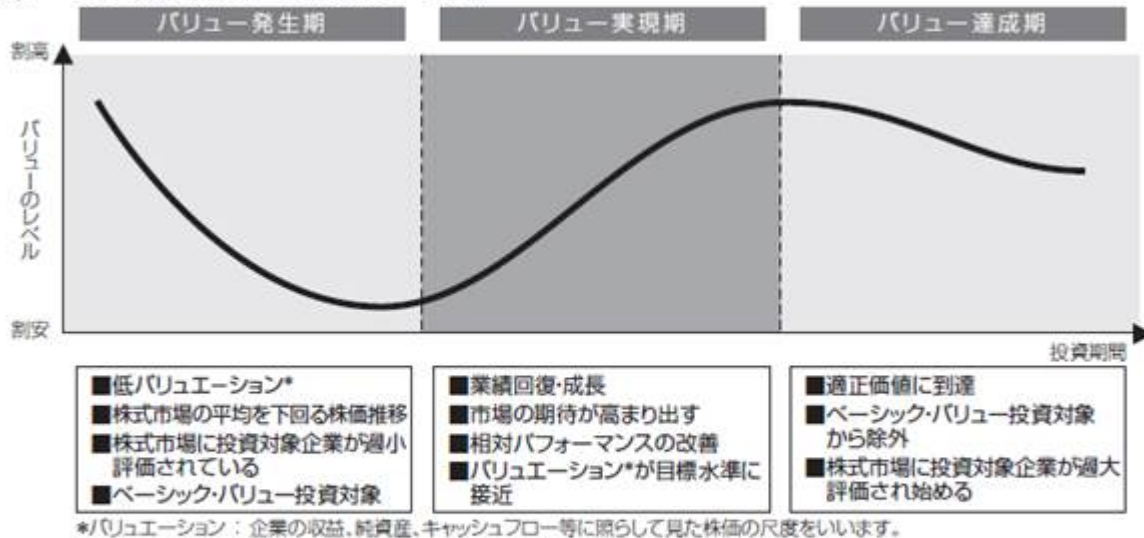 バリュー発生期
バリュー実現期
バリュー達成期
割高
バリューのレベル
割安
投資期間
■低バリュエーション*
■株式市場の平均を下回る株価推移
■株式市場に投資対象企業が過小
評価されている
■ベーシック・バリュー投資対象
■業績回復・成長
■市場の期待が高まり出す
■相対パフォーマンスの改善
■バリュエーション*が目標水準に
接近
■適正価値に到達
■ベーシック・バリュー投資対象
から除外
■株式市場に投資対象企業が過大
評価され始める
*バリュエーション：企業の収益、純資産、キャッシュフロー等に照らして見た株価の尺度をいいます。